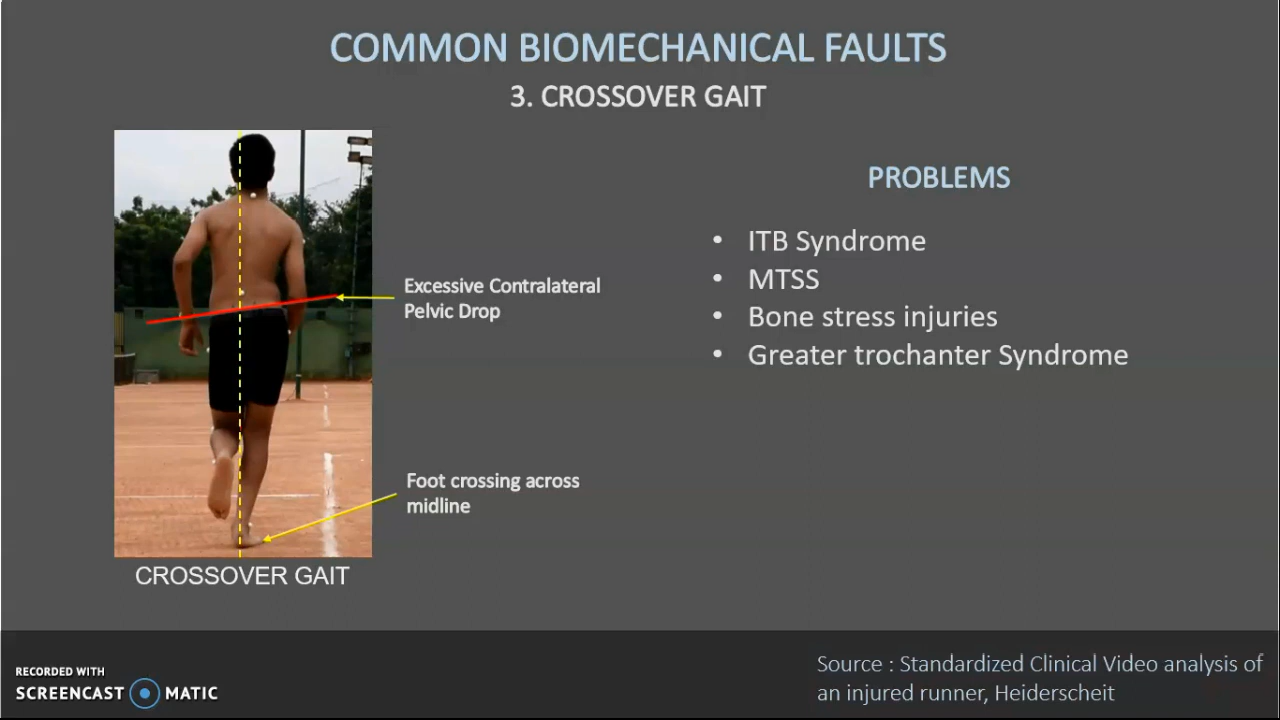 COMMON BIOMECHANICAL FAULTS
3. CROSSOVER GAIT
Excessive Contralateral
Pelvic Drop
Foot crossing across
midline
CROSSOVER GAIT
PROBLEMS
• ITB Syndrome
• MTSS
• Bone stress injuries
• Greater trochanter Syndrome
RECORDED WITH
SCREENCAST MATIC
Source : Standardized Clinical Video analysis of
an injured runner, Heiderscheit